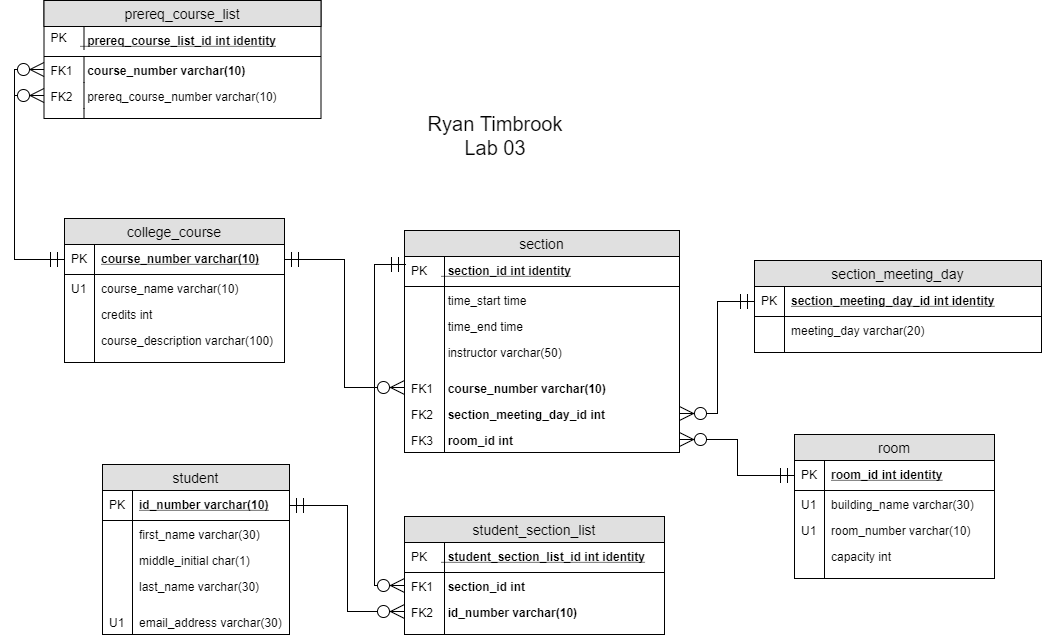 prereq_course_list
PK prereq_course_list_id int identity
FK1 course_number varchar(10)
FK2 prereq_course_number varchar(10)
Ryan Timbrook
Lab 03
college_course
PK course_number varchar(10)
U1 course_name varchar(10)
credits int
course_description varchar(100)
section
PK section_id int identity
time_start time
time_end time
instructor varchar(50)
FK1 course_number varchar(10)
FK2 section_meeting_day_id int
FK3 room_id int
section_meeting_day
PK section_meeting_day_id int identity
meeting_day varchar(20)
room
PK room_id int identity
U1 building_name varchar(30)
U1 room_number varchar(10)
capacity int
student
PK id_number varchar(10)
first_name varchar(30)
middle_initial char(1)
last_name varchar(30)
U1 email_address varchar(30)
student_section_list
PK student_section_list_id int identity
FK1 section_id int
FK2 id_number varchar(10)